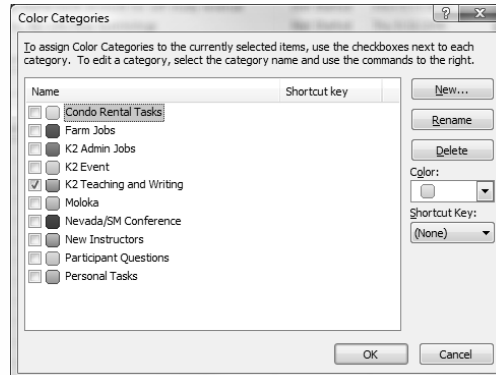 Color Categories
To assign Color Categories to the currently selected items, use the checkboxes next to each
category. To edit a category, select the category name and use the commands to the right.
Name Shortcut key
Condo Rental Tasks
Farm Jobs
K2 Admin Jobs
K2 Event
K2 Teaching and Writing
Moloka
Nevada/SM Conference
New Instructors
Participant Questions
Personal Tasks
New...
Rename
Delete
Color:
Shortcut Key:
(None)
OK Cancel